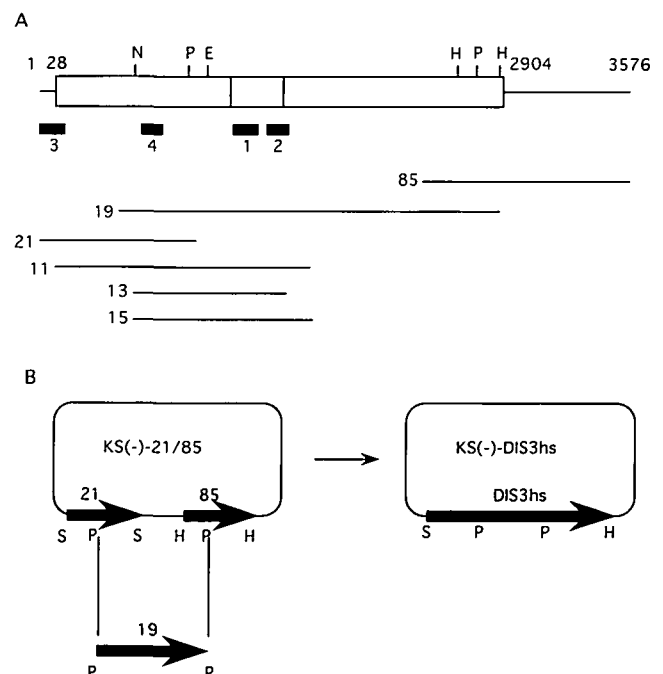 A
1 28 N P E H P H 2904 3576
3 4 1 2
85
19
21
11
13
15
B
KS(-)-21/85 KS(-)-DIS3hs
21 85 DIS3hs
S P S H P H S P P H
19
P P